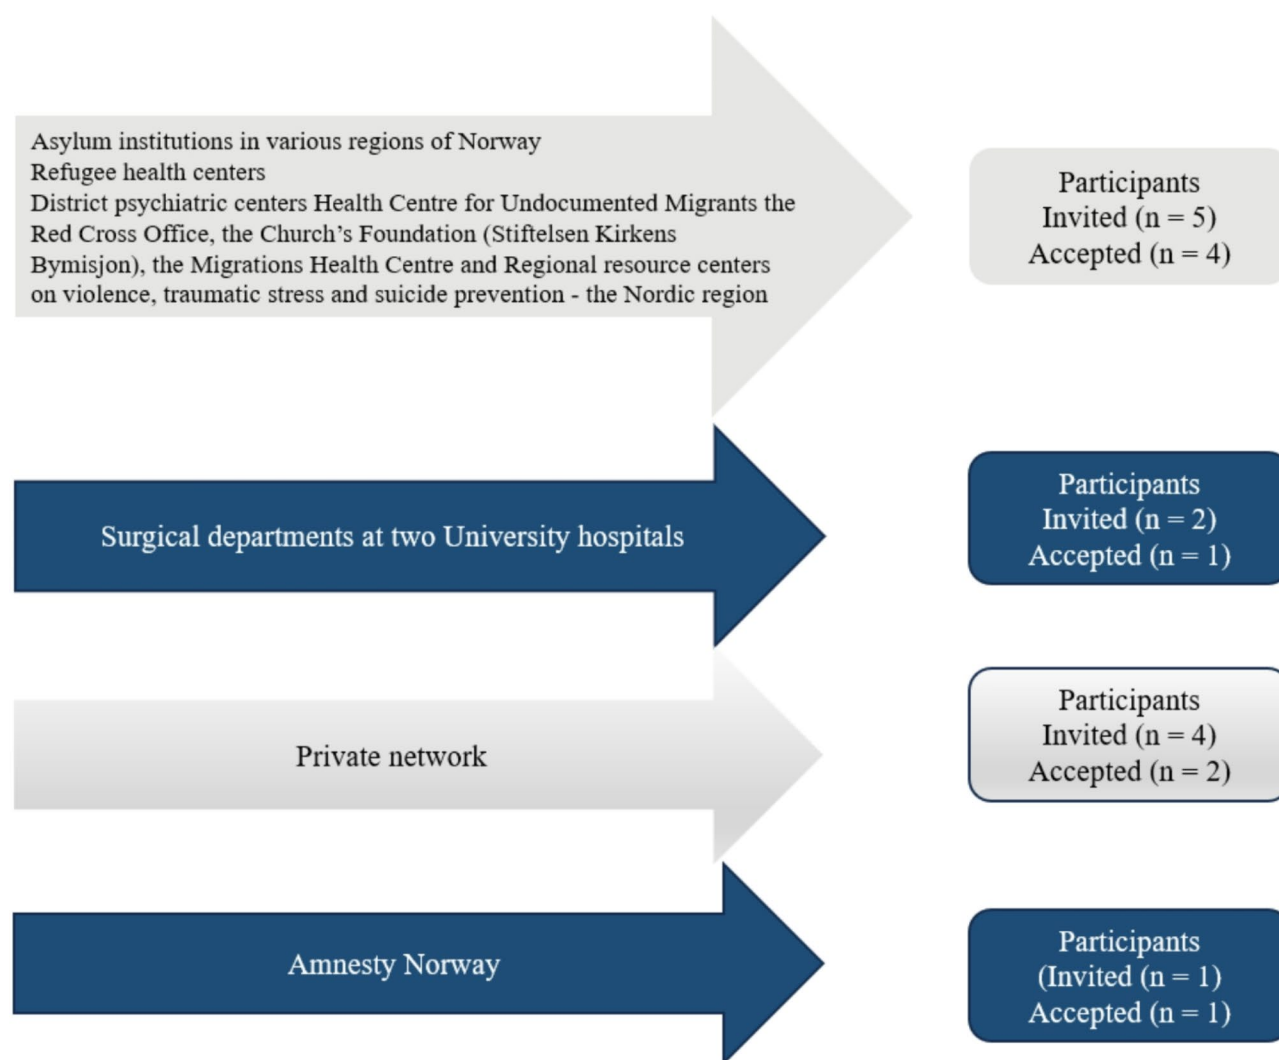 Asylum institutions in various regions of Norway
Refugee health centers
District psychiatric centers Health Centre for Undocumented Migrants the
Red Cross Office, the Church’s Foundation (Stiftelsen Kirkens
Bymisjon), the Migrations Health Centre and Regional resource centers
on violence, traumatic stress and suicide prevention - the Nordic region
Participants
Invited (n = 5)
Accepted (n = 4)
Surgical departments at two University hospitals
Participants
Invited (n = 2)
Accepted (n = 1)
Private network
Participants
Invited (n = 4)
Accepted (n = 2)
Amnesty Norway
Participants
(Invited (n = 1)
Accepted (n = 1)